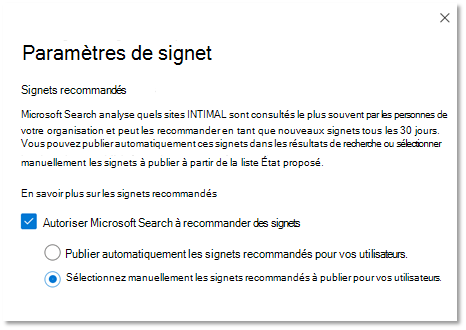 Paramètres de signet
Signets recommandés
Microsoft Search analyse quels sites INTIMAL sont consultés le plus souvent par les personnes de
votre organisation et peut les recommander en tant que nouveaux signets tous les 30 jours.
Vous pouvez publier automatiquement ces signets dans les résultats de recherche ou sélectionner
manuellement les signets à publier à partir de la liste État proposé.
En savoir plus sur les signets recommandés
Autoriser Microsoft Search à recommander des signets
Publier automatiquement les signets recommandés pour vos utilisateurs.
Sélectionnez manuellement les signets recommandés à publier pour vos utilisateurs.